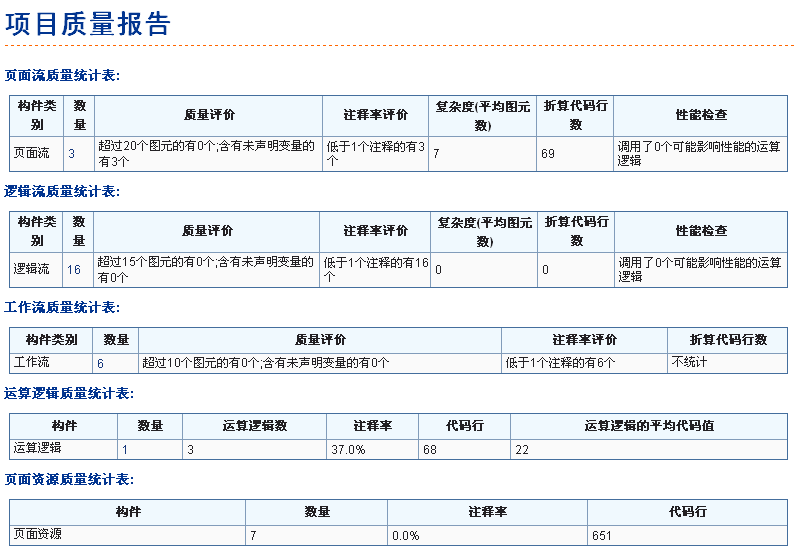 项目质量报告
页面流质量统计表:
构件类别 数量 质量评价 注释率评价 复杂度(平均图元数) 折算代码行数 性能检查
页面流 3 超过20个图元的有0个;含有未声明变量的有3个 低于1个注释的有3个 7 69 调用了0个可能影响性能的运算逻辑
逻辑流质量统计表:
构件类别 数量 质量评价 注释率评价 复杂度(平均图元数) 折算代码行数 性能检查
逻辑流 16 超过15个图元的有0个;含有未声明变量的有0个 低于1个注释的有16个 0 0 调用了0个可能影响性能的运算逻辑
工作流质量统计表:
构件类别 数量 质量评价 注释率评价 折算代码行数
工作流 6 超过10个图元的有0个;含有未声明变量的有0个 低于1个注释的有6个 不统计
运算逻辑质量统计表:
构件 数量 运算逻辑数 注释率 代码行 运算逻辑的平均代码值
运算逻辑 1 3 37.0% 68 22
页面资源质量统计表:
构件 数量 注释率 代码行
页面资源 7 0.0% 651